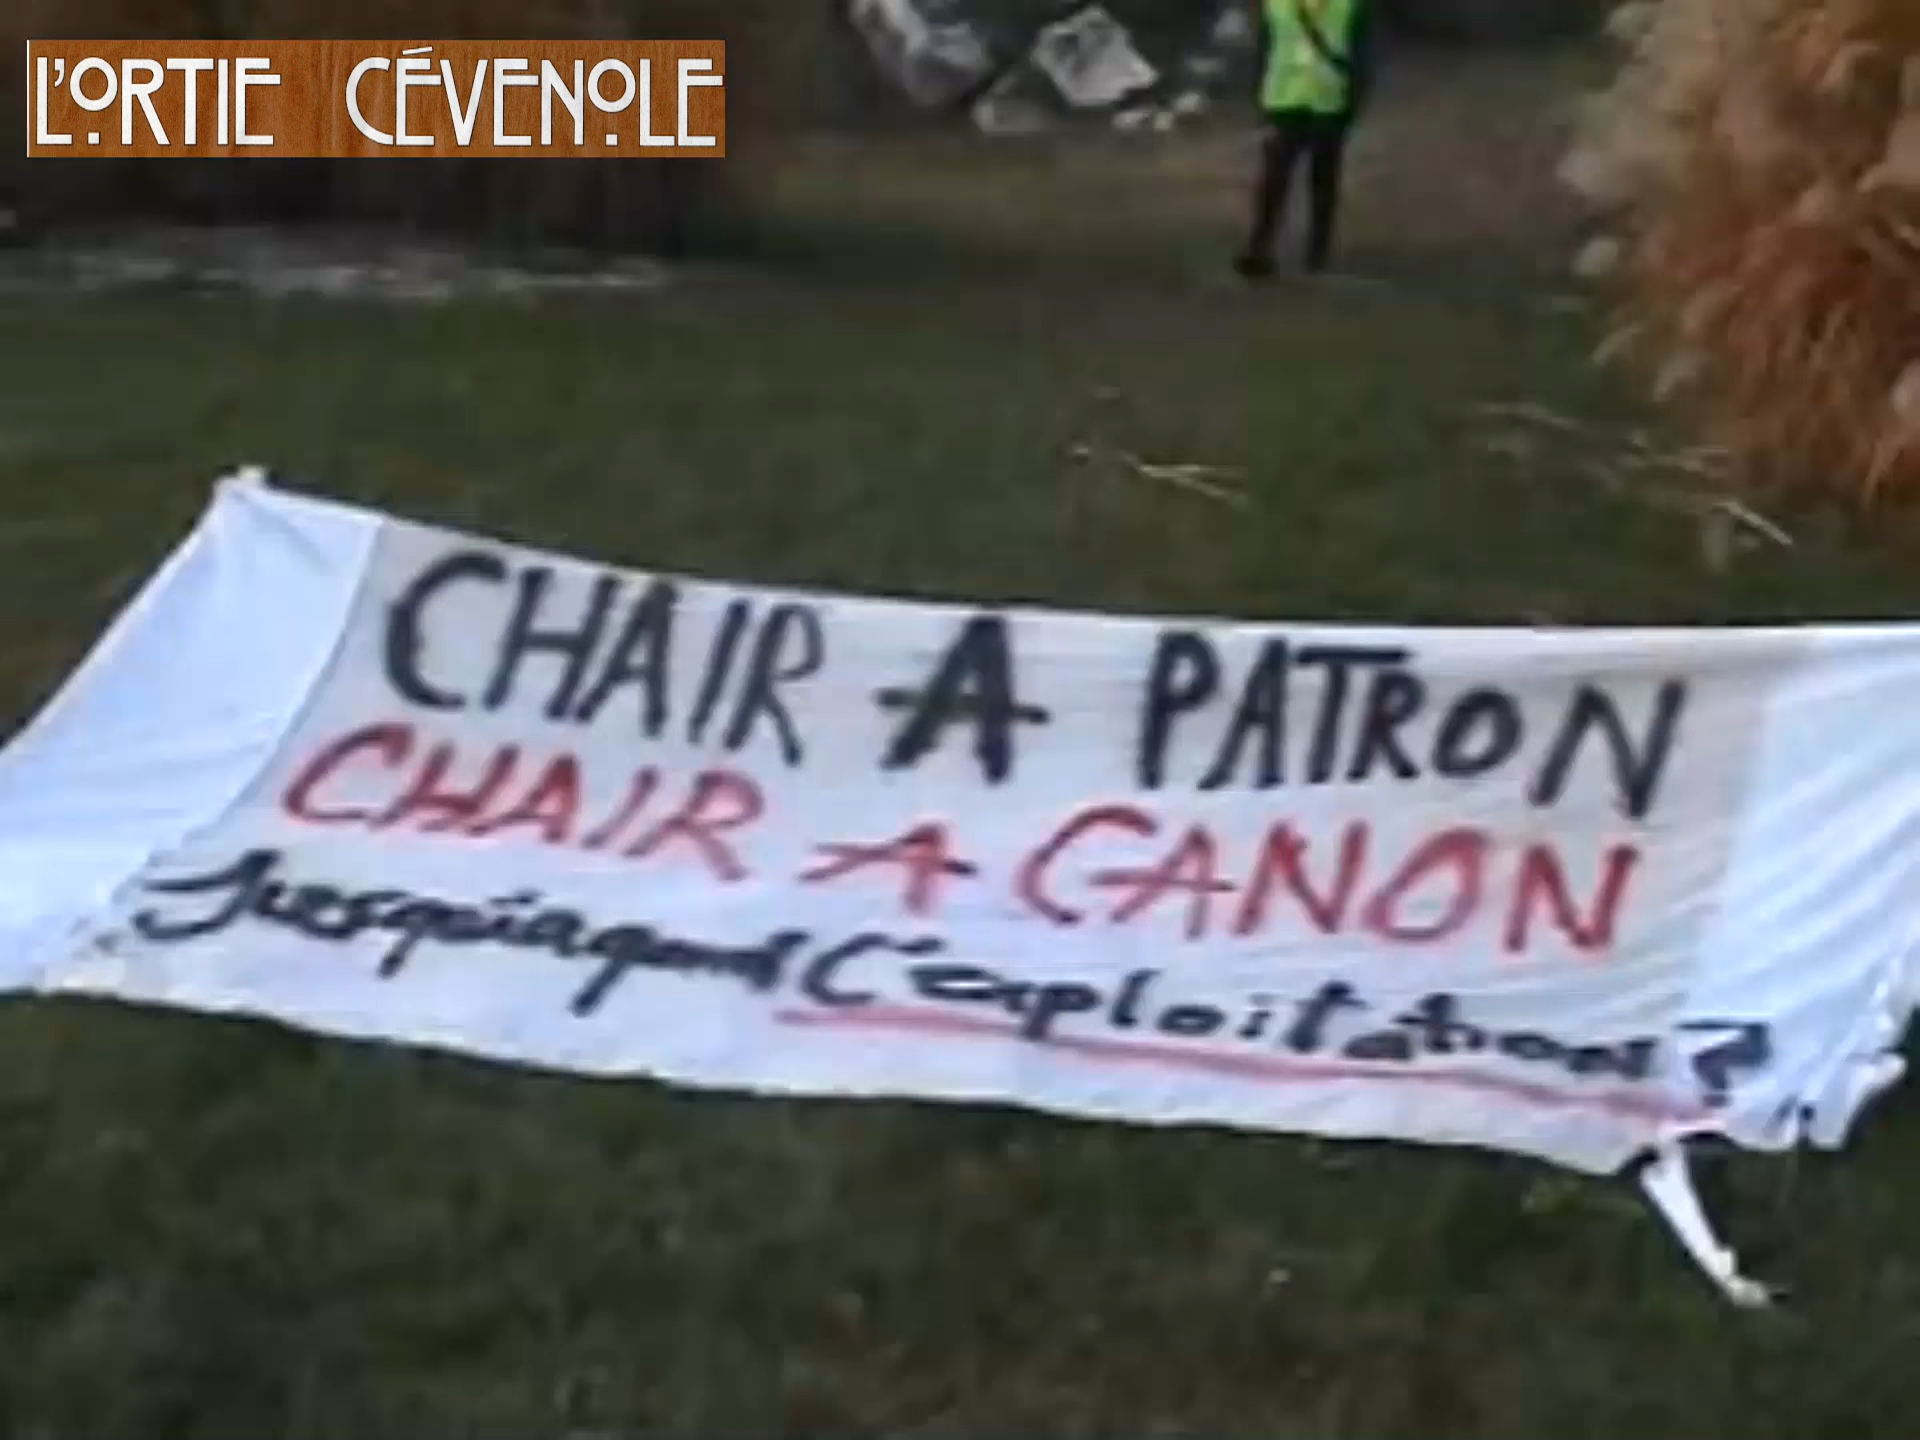 L'ORTIE CÉVENOLE
CHAIR A PATRON
CHAIR A CANON
Jusqu'à quand l'exploitation?